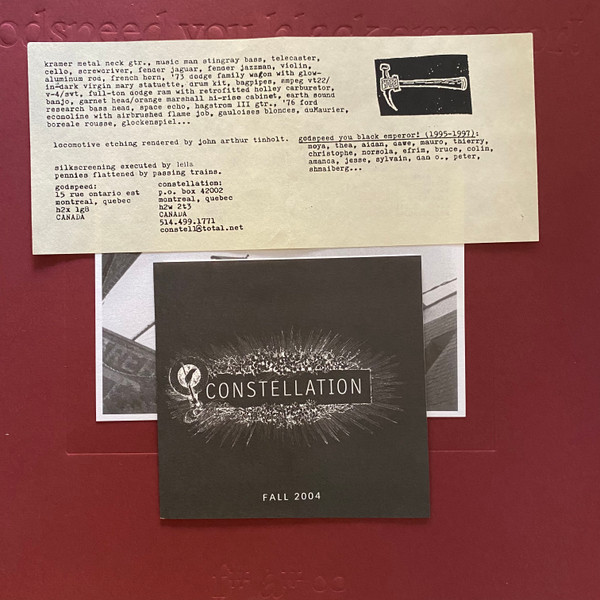 godspeed you black emperor
kramer metal neck gtr., music man stingray bass, telecaster,
cello, screwdriver, fender jaguar, fender jazzman, violin,
aluminum rod, french horn, '73 dodge family wagon with glow-
in-dark virgin mary statuette, drum kit, bagpipes, ampeg vt22/
v-4/svt, full-ton dodge ram with retrofitted holley carburetor,
banjo, garnet head/orange marshall hi-rise cabinet, earth sound
research bass head, space echo, hagstrom III gtr., '76 ford
econoline with airbrushed flame job, gauloises blondes, duMaurier,
boreale rousse, glockenspiel...
locomotive etching rendered by john arthur tinholt.
silkscreening executed by leila
pennies flattened by passing trains.
godspeed you black emperor! (1995-1997):
moya, thea, aidan, dave, mauro, thierry,
christophe, norsola, efrim, bruce, colin,
amanda, jesse, sylvain, dan o., peter,
shmaiberg...
godspeed:
15 rue ontario est
montreal, quebec
h2x 1g8
CANADA
constellation:
p.o. box 42002
montreal, quebec
h2w 2t3
CANADA
514.499.1771
constell@total.net
CONSTELLATION
FALL 2004